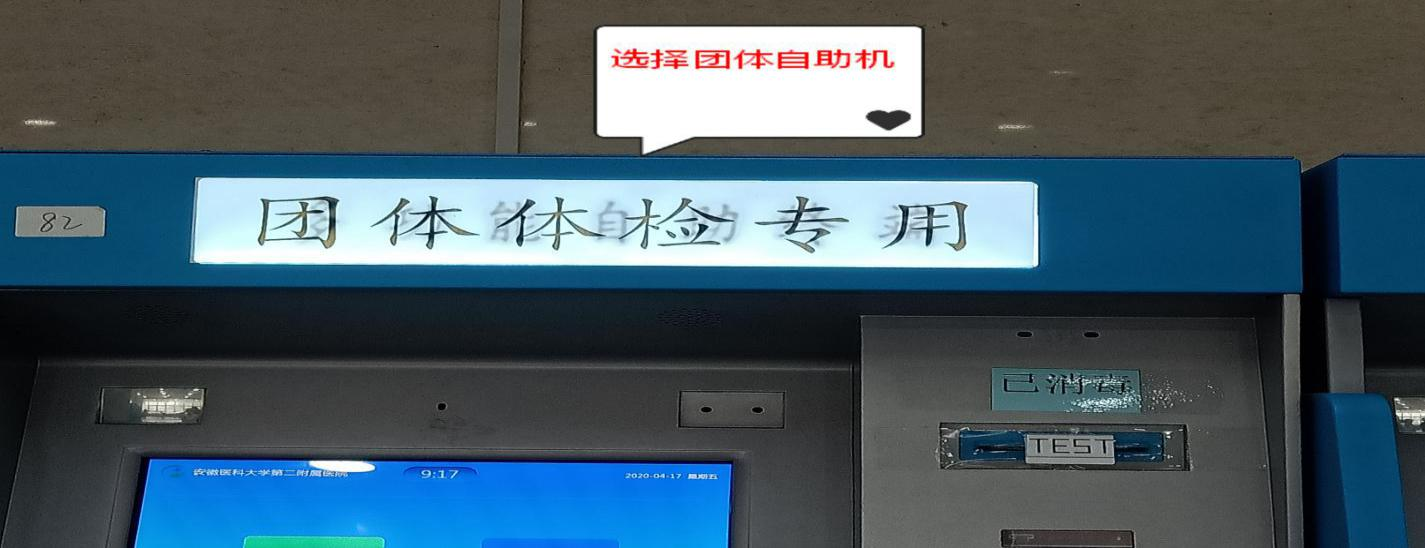 选择团体自助机
82
团体体检专用
已消毒
TEST
安徽医科大学第二附属医院
9:17
2020-04-17 星期五